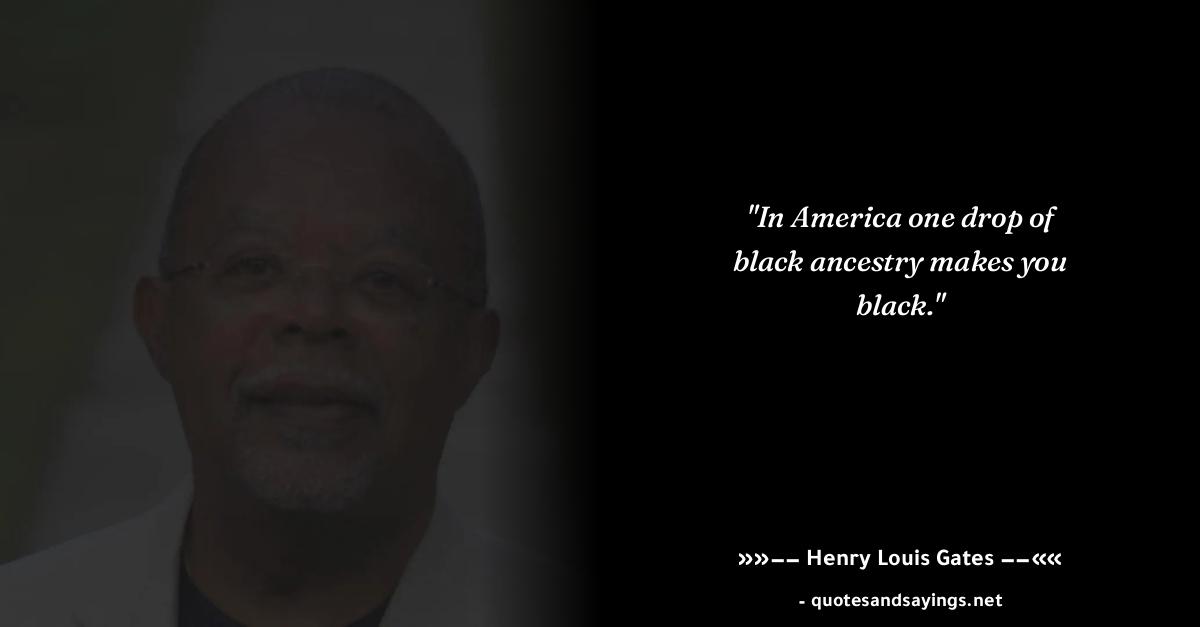 "In America one drop of
black ancestry makes you
black."
»»−− Henry Louis Gates −−««
- quotesandsayings.net